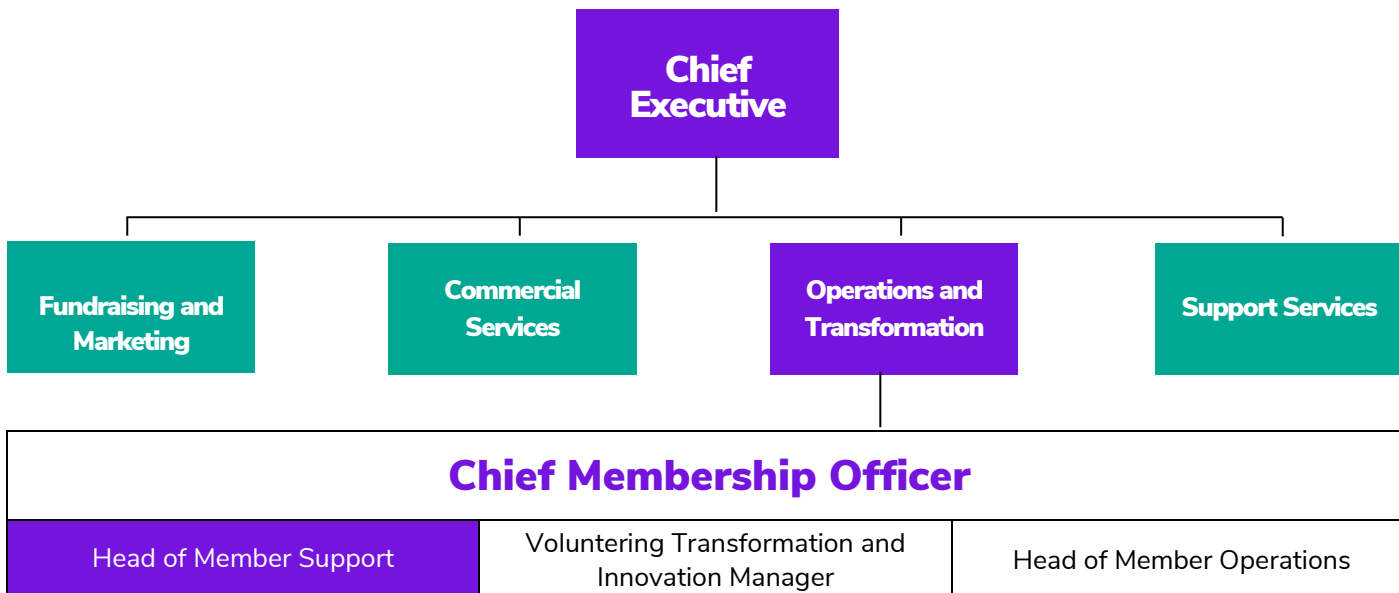 Chief
Executive
Fundraising and
Marketing
Commercial
Services
Operations and
Transformation
Support Services
Chief Membership Officer
Head of Member Support
Voluntering Transformation and
Innovation Manager
Head of Member Operations